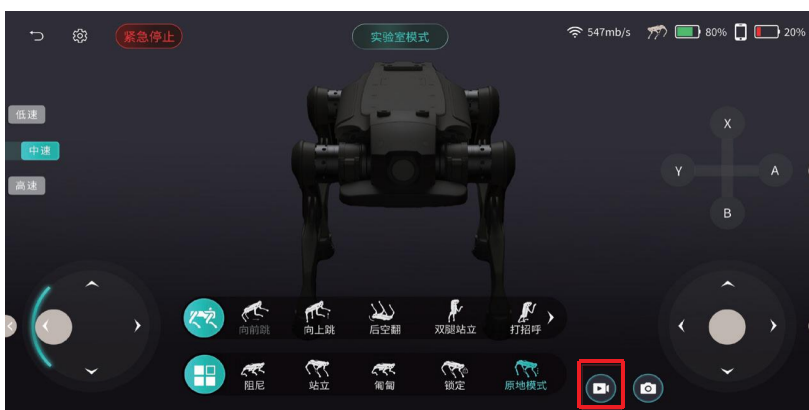 紧急停止
实验室模式
547mb/s
80%
20%
低速
中速
高速
X
Y
A
B
向前跳
向上跳
后空翻
双腿站立
打招呼
阻尼
站立
匍匐
锁定
原地模式